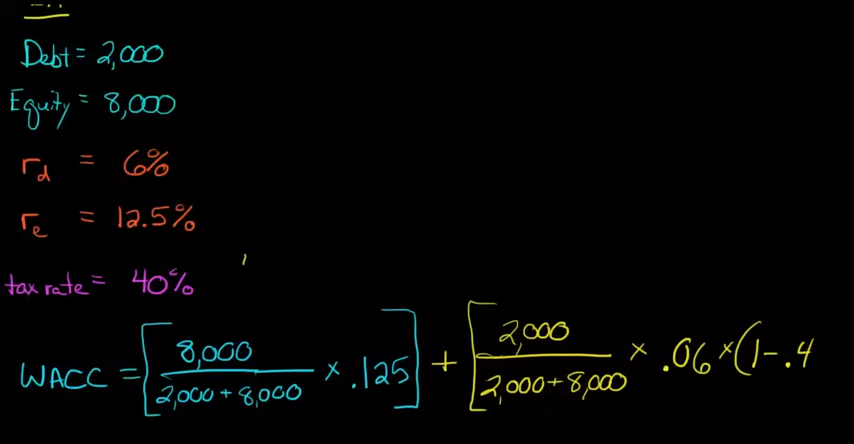 Debt = 2,000
Equity = 8,000
rd = 6%
re = 12.5%
tax rate = 40%
WACC = [8,000 / (2,000 + 8,000) × .125] + [2,000 / (2,000 + 8,000) × .06 × (1 - .4